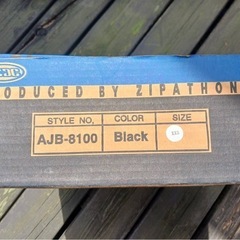 PRODUCED BY ZIPATHON
STYLE NO,
COLOR
SIZE
AJB-8100
Black